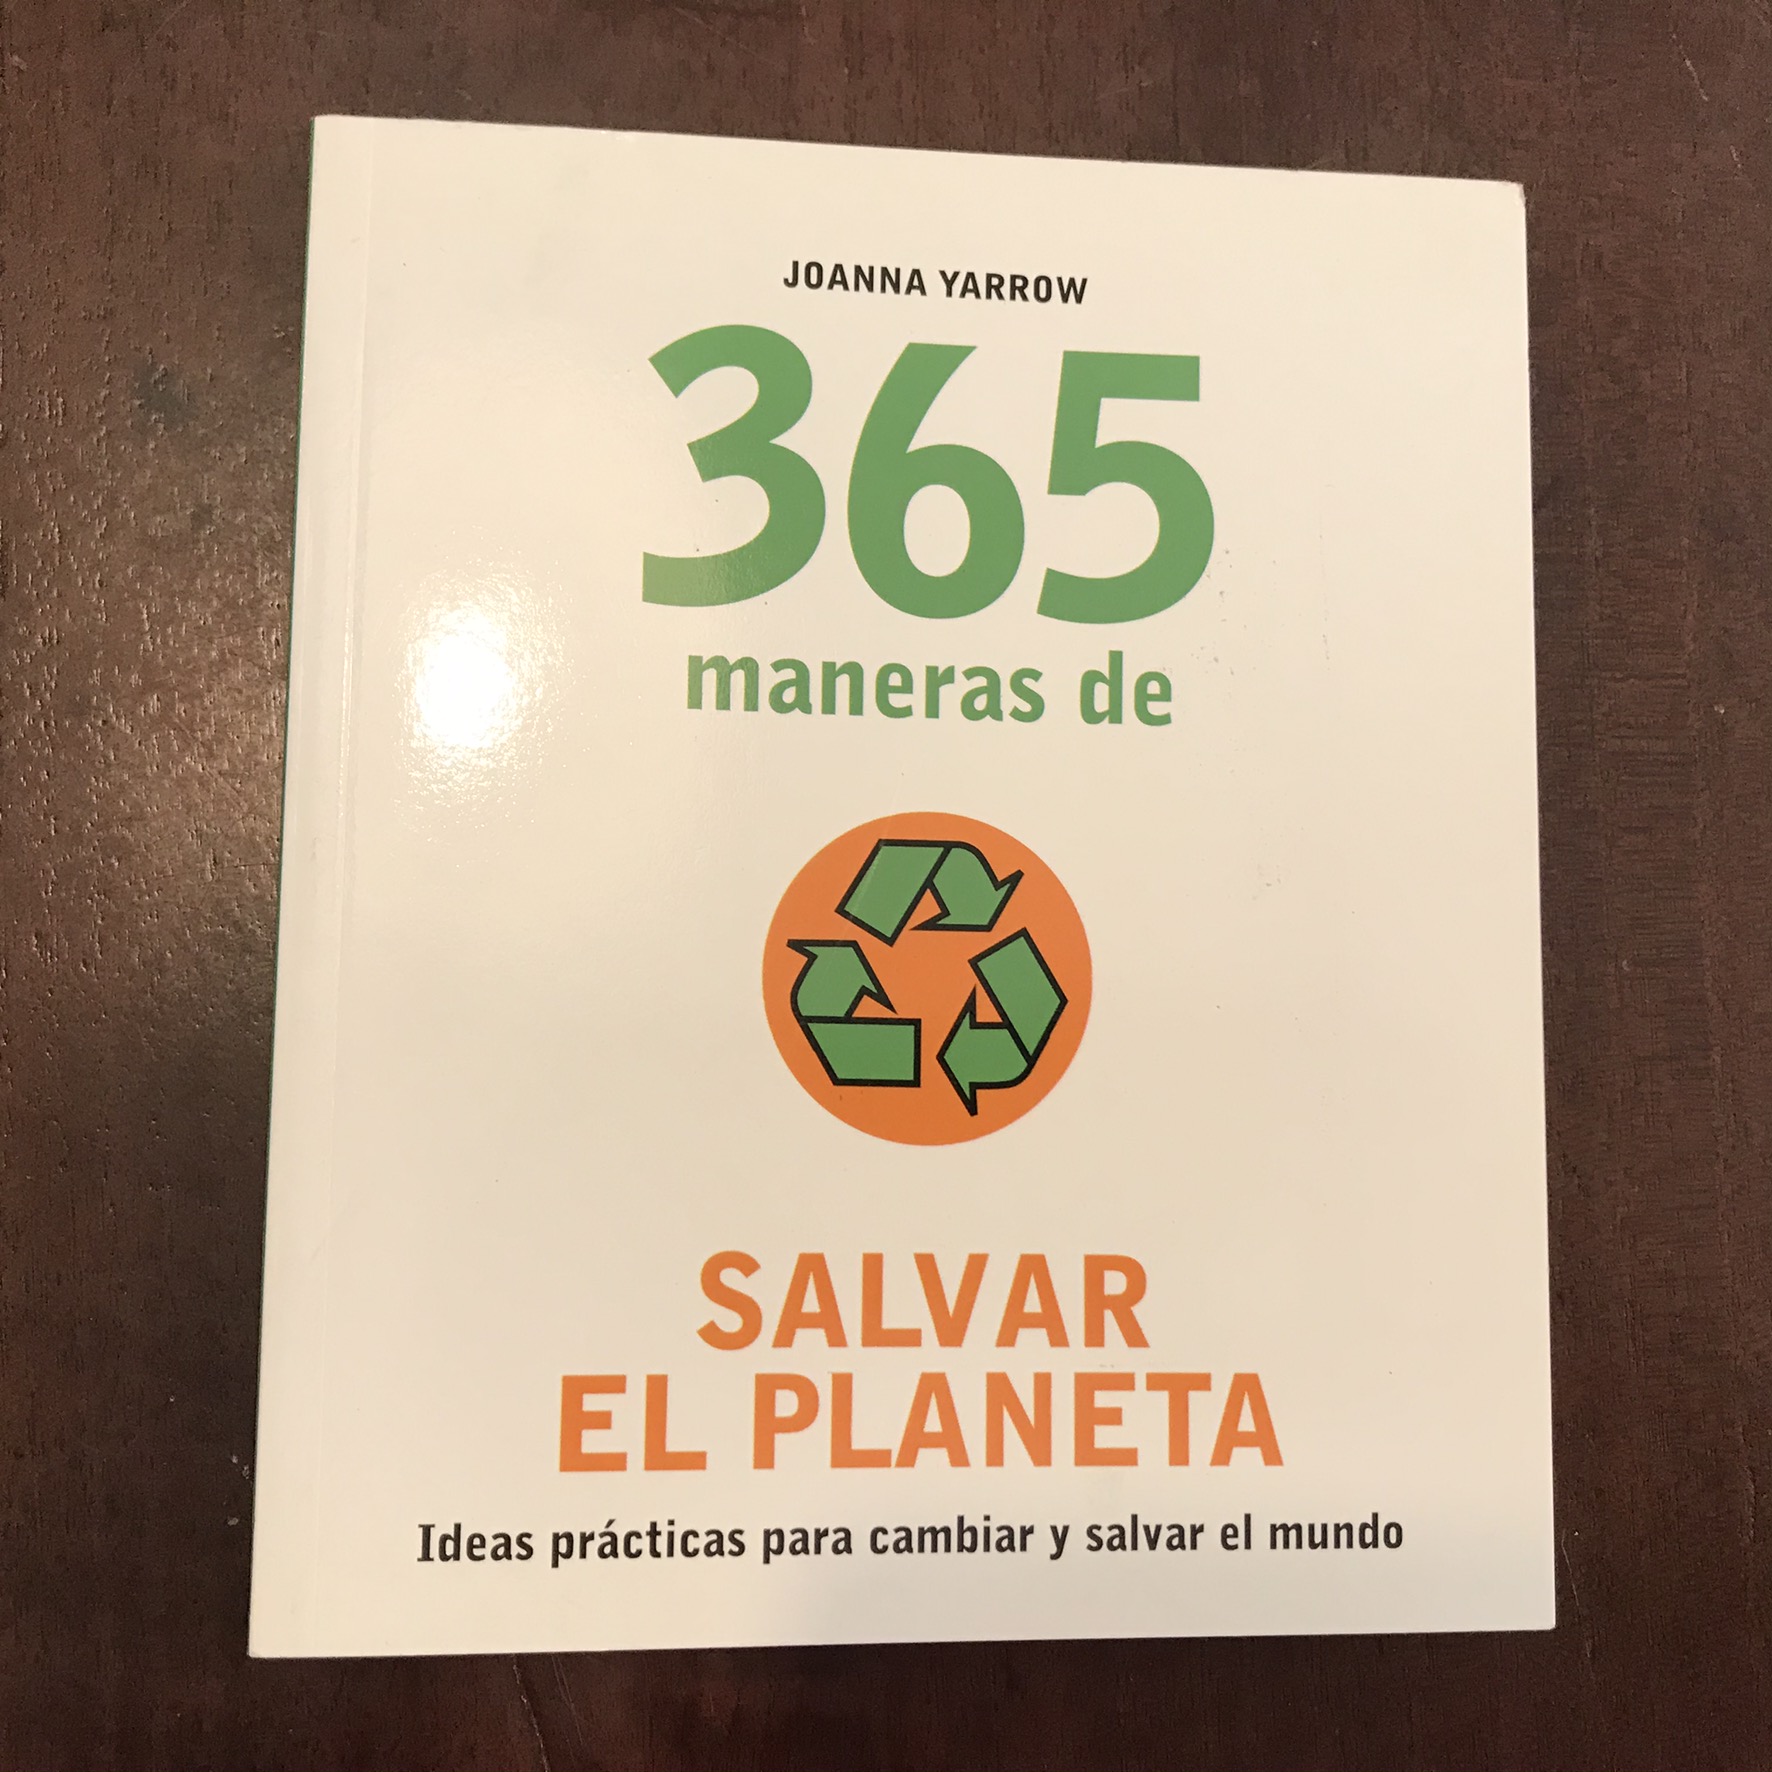 JOANNA YARROW
365
maneras de
SALVAR
EL PLANETA
Ideas prácticas para cambiar y salvar el mundo